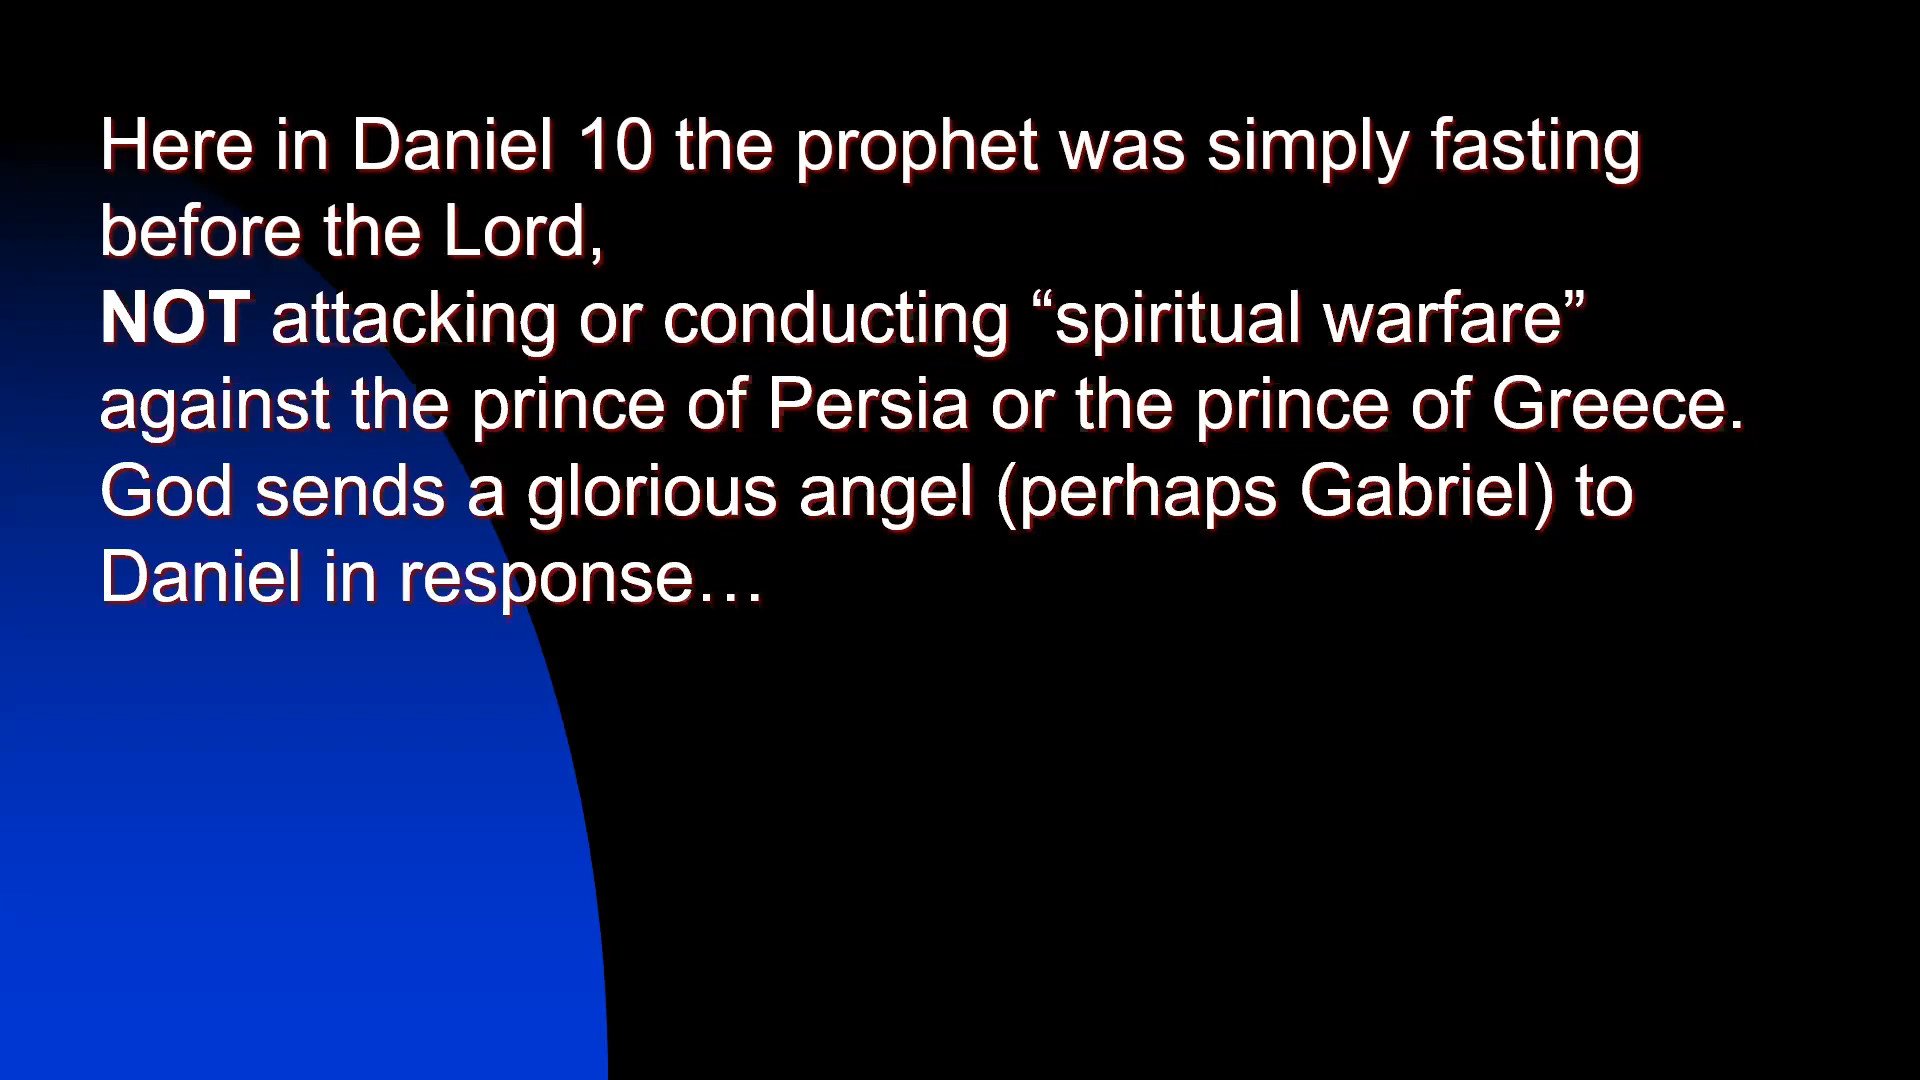 Here in Daniel 10 the prophet was simply fasting
before the Lord,
NOT attacking or conducting “spiritual warfare”
against the prince of Persia or the prince of Greece.
God sends a glorious angel (perhaps Gabriel) to
Daniel in response…